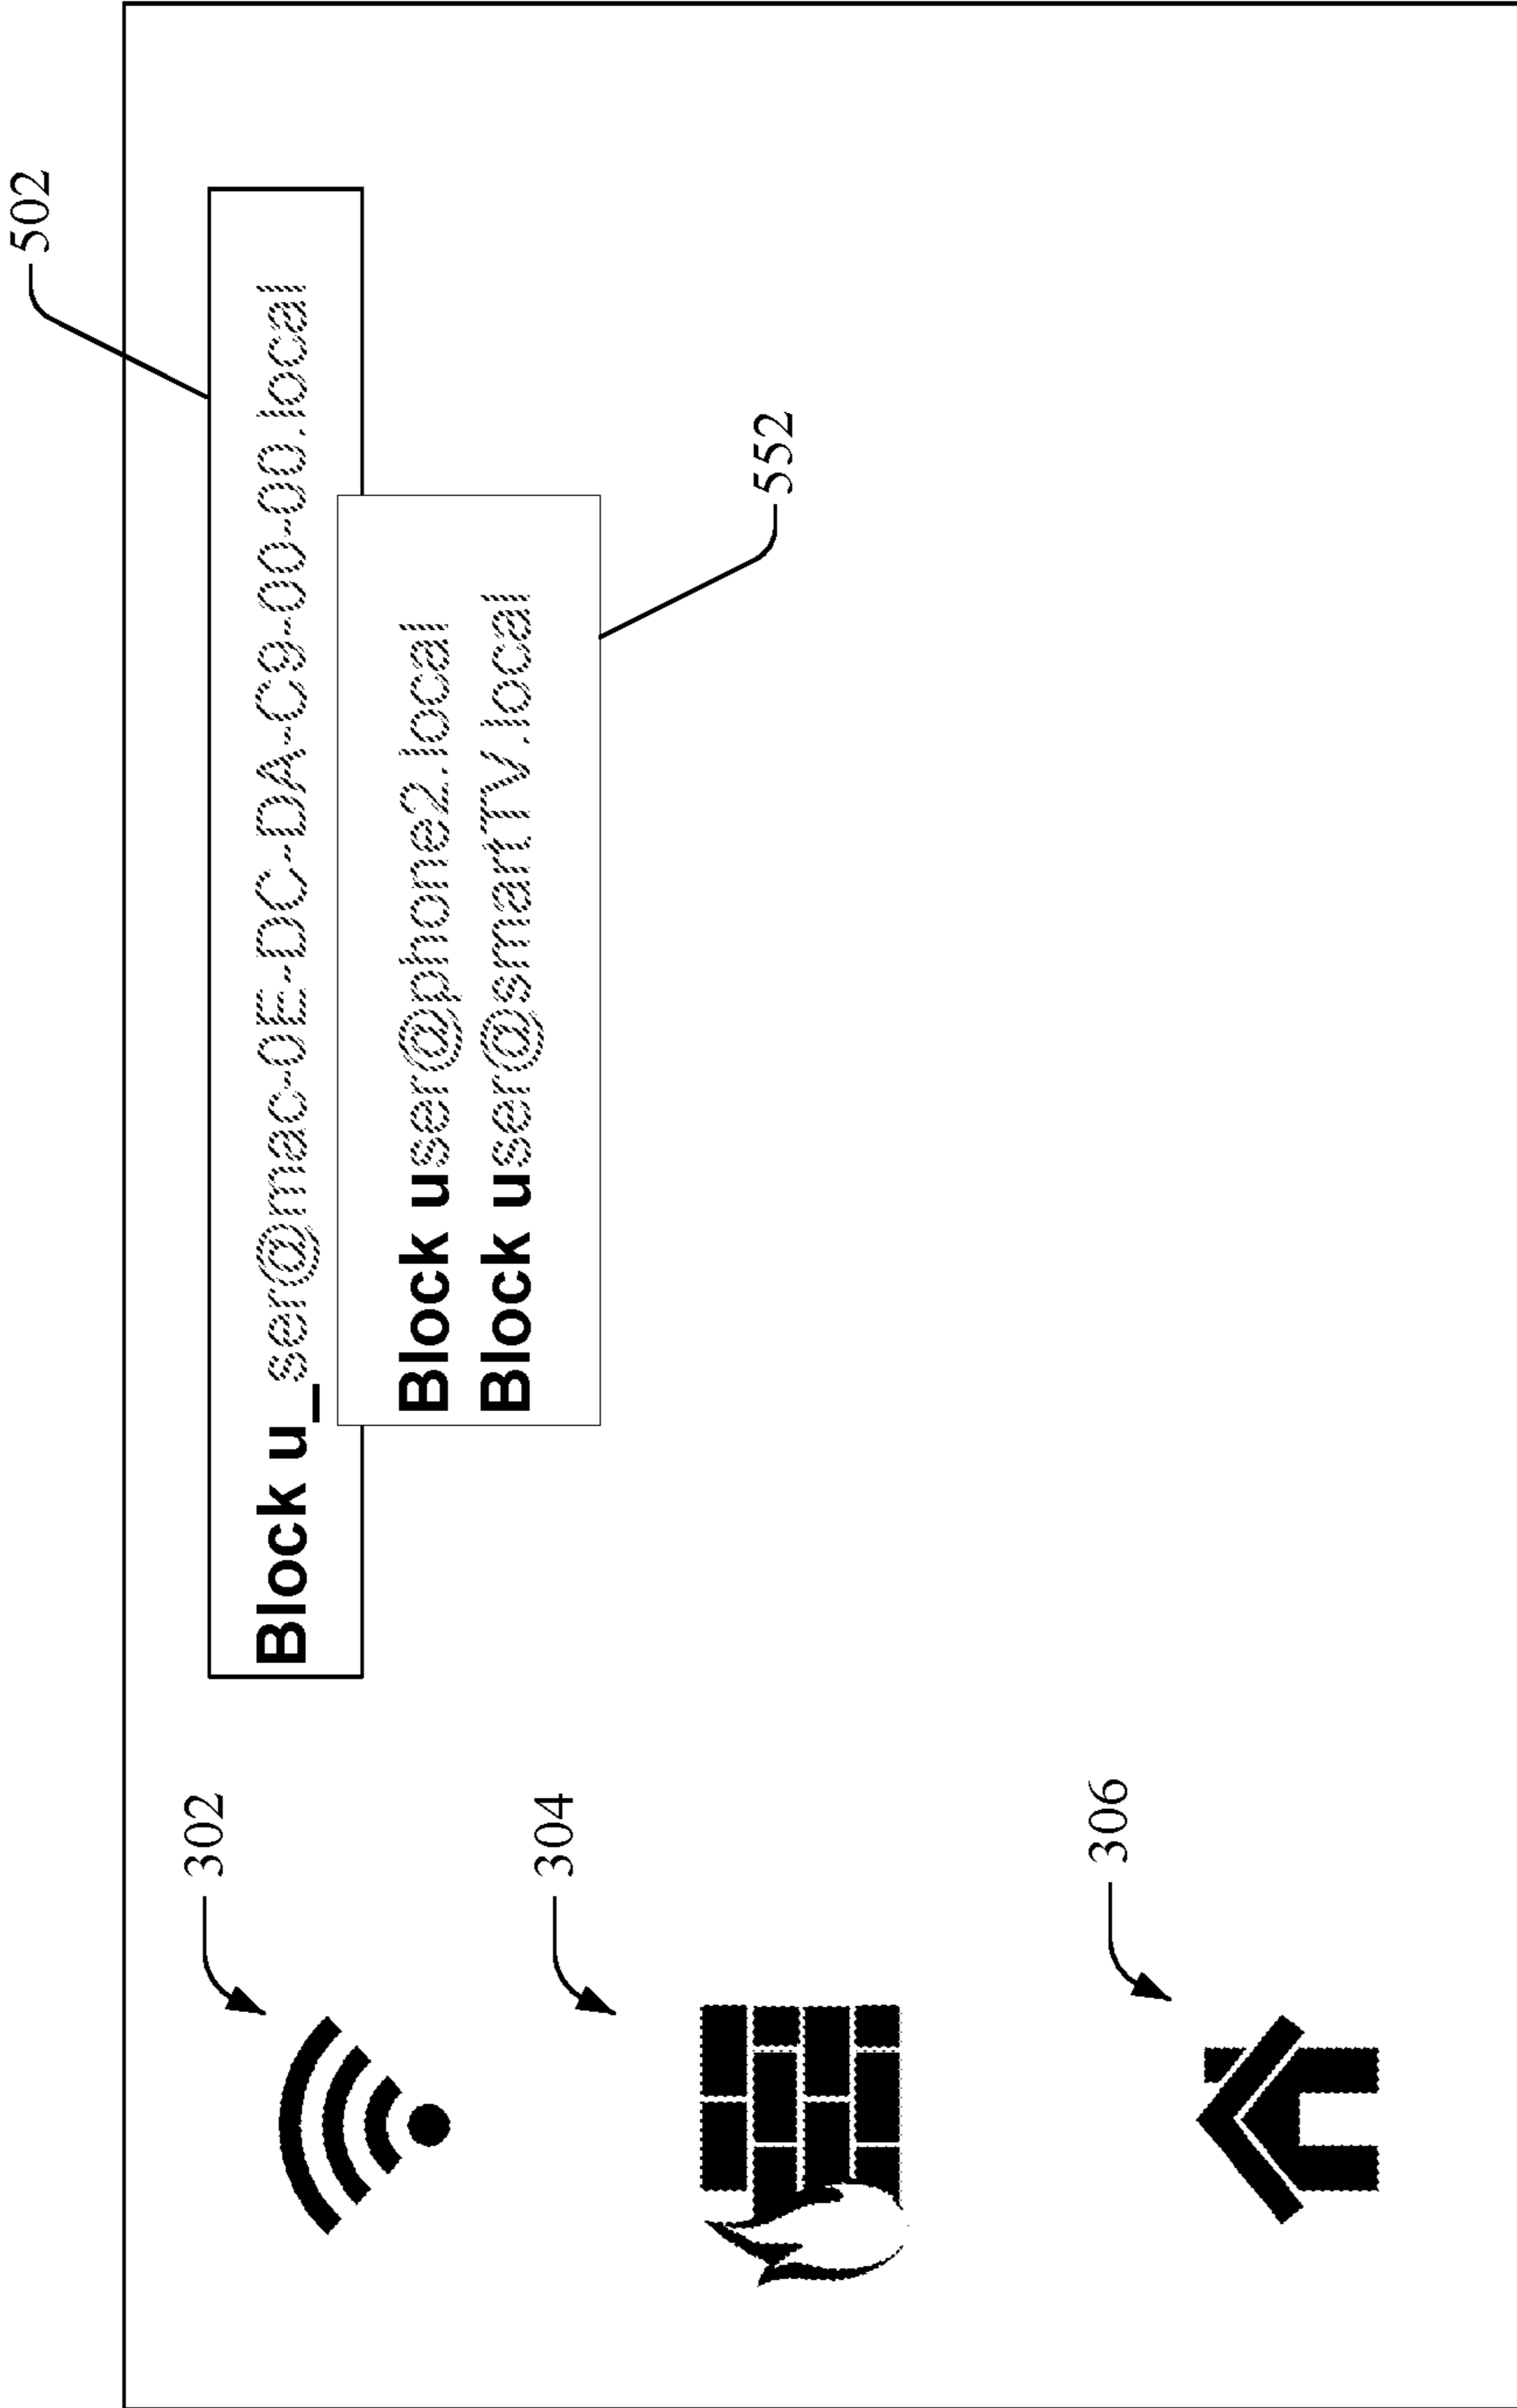 502
Block u_ser@mac-0E-DC-DA-C9-00-00.local
Block user@phone2.local
Block user@smartTV.local
552
302
304
306